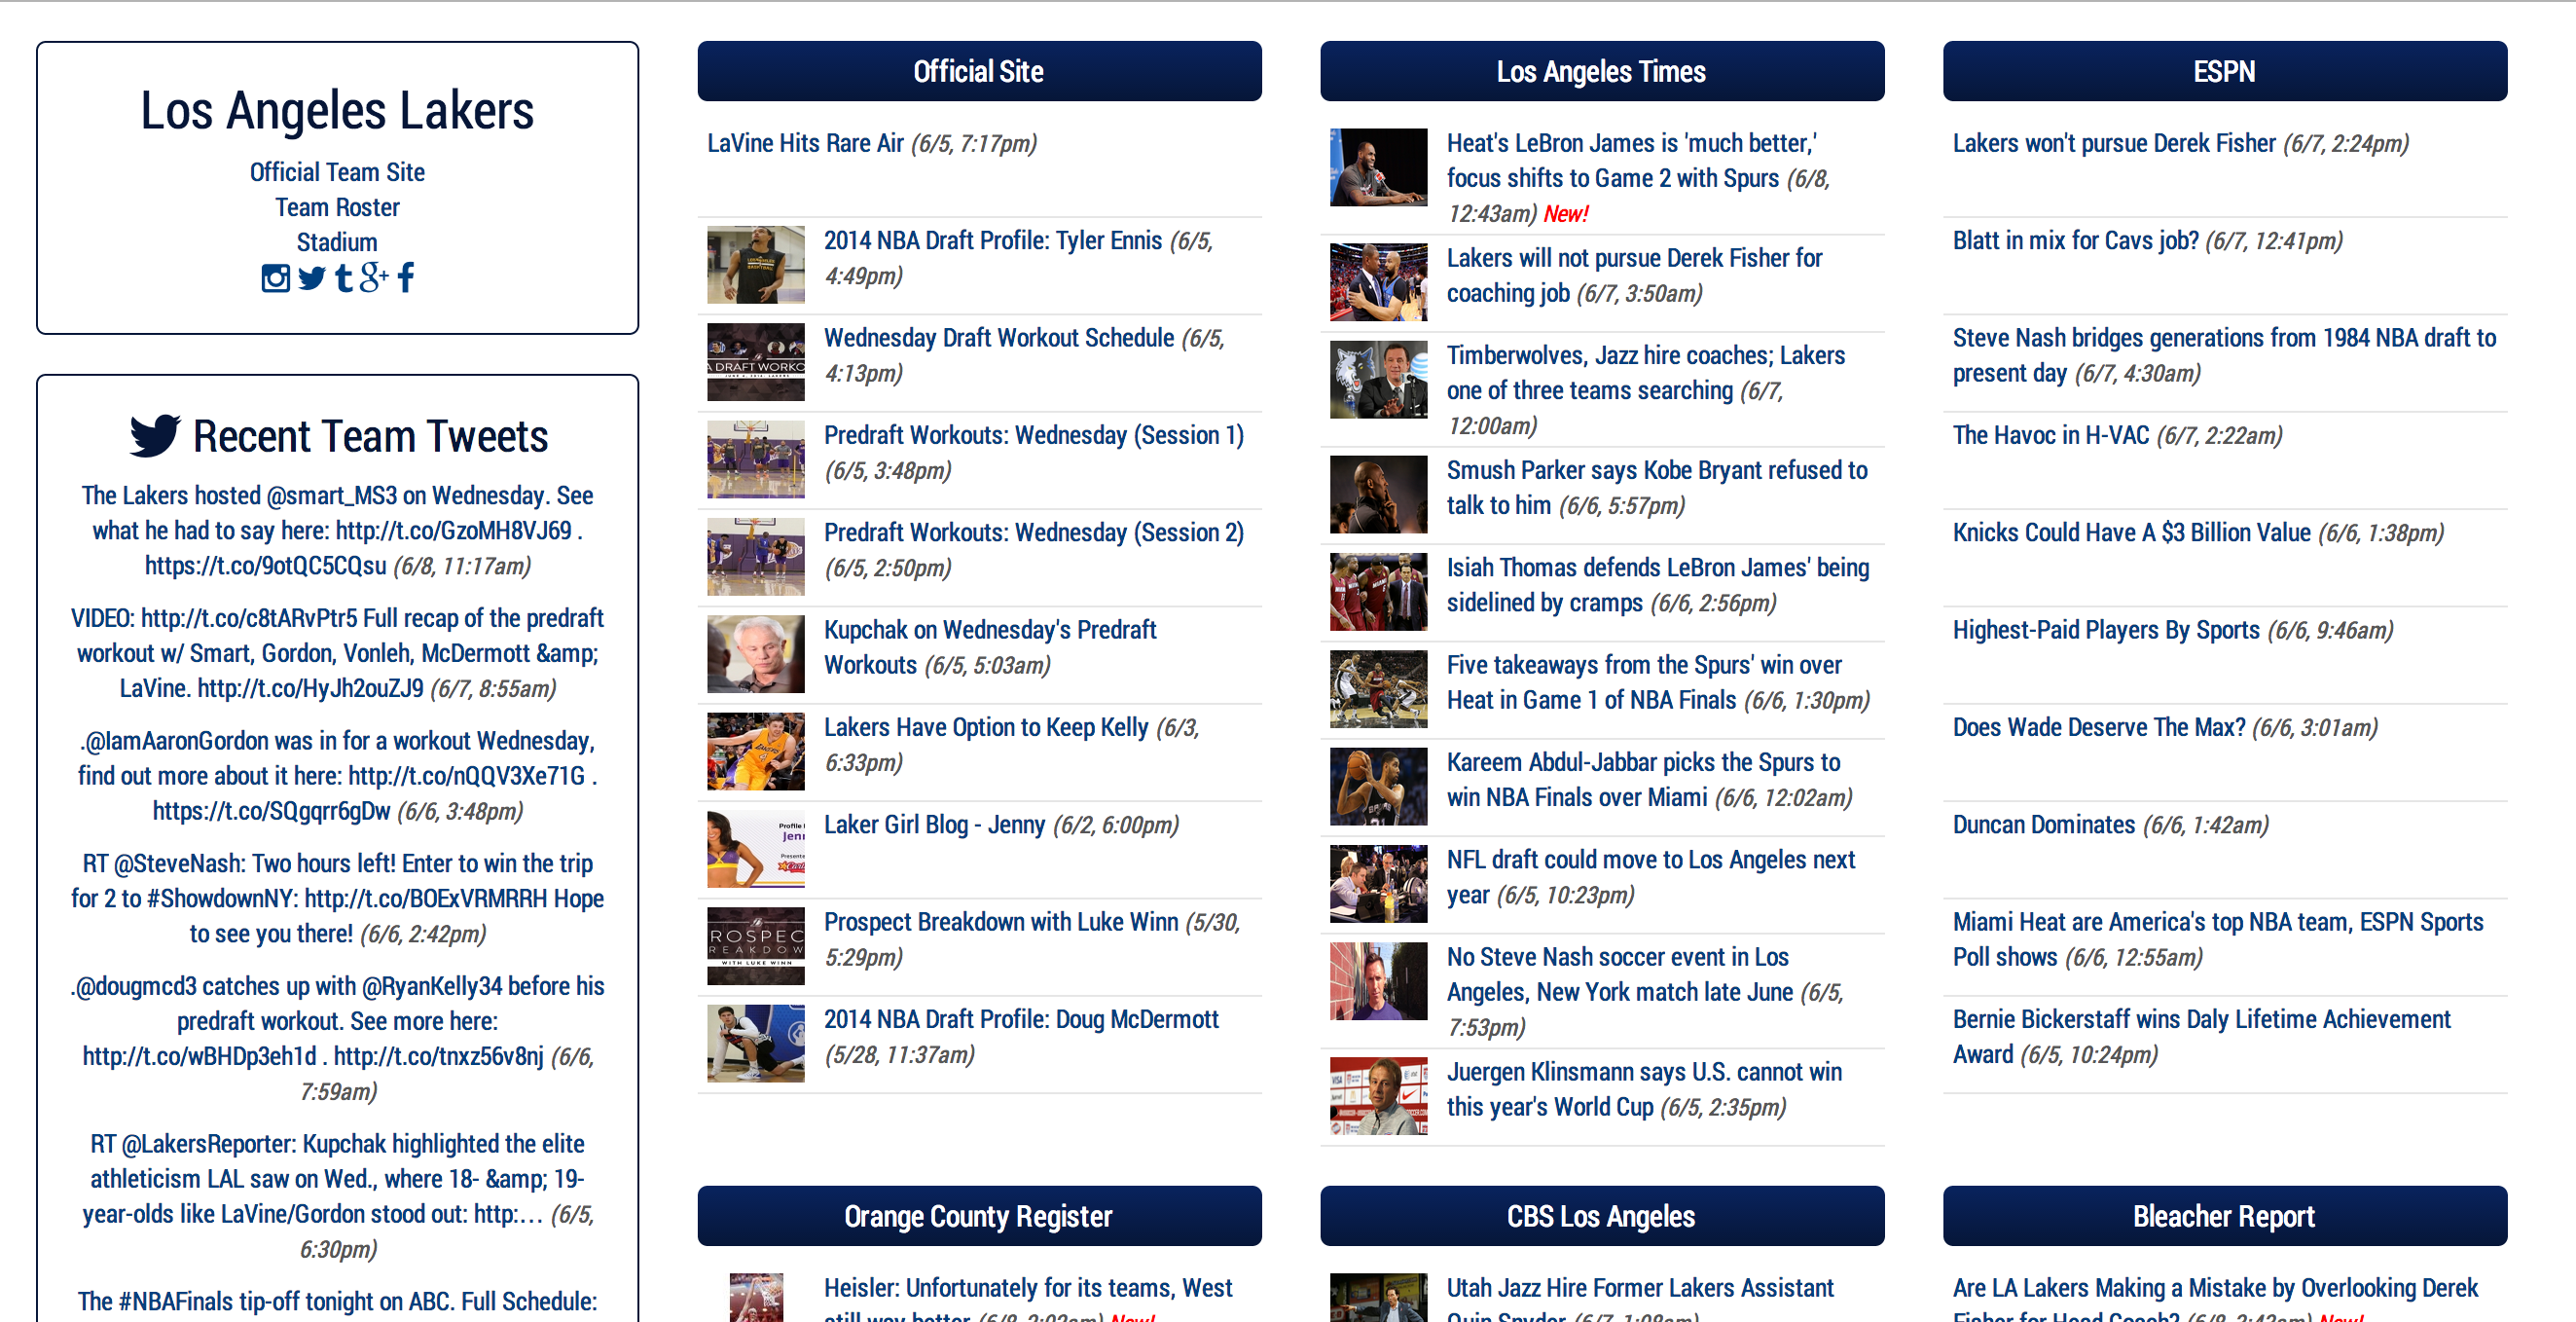 Los Angeles Lakers
Official Team Site
Team Roster
Stadium
Recent Team Tweets
The Lakers hosted @smart_MS3 on Wednesday. See
what he had to say here: http://t.co/GzoMH8VJ69 .
https://t.co/9otQC5CQsu (6/8, 11:17am)
VIDEO: http://t.co/c8tARvPtr5 Full recap of the predraft
workout w/ Smart, Gordon, Vonleh, McDermott &amp;
LaVine. http://t.co/HyJh2ouZJ9 (6/7, 8:55am)
.@IamAaronGordon was in for a workout Wednesday,
find out more about it here: http://t.co/nQQV3Xe71G .
https://t.co/SQgqrr6gDw (6/6, 3:48pm)
RT @SteveNash: Two hours left! Enter to win the trip
for 2 to #ShowdownNY: http://t.co/BOExVRMRRH Hope
to see you there! (6/6, 2:42pm)
.@dougmcd3 catches up with @RyanKelly34 before his
predraft workout. See more here:
http://t.co/wBHDp3eh1d . http://t.co/tnxz56v8nj (6/6,
7:59am)
RT @LakersReporter: Kupchak highlighted the elite
athleticism LAL saw on Wed., where 18- &amp; 19-
year-olds like LaVine/Gordon stood out: http:… (6/5,
6:30pm)
The #NBAFinals tip-off tonight on ABC. Full Schedule:
Official Site
LaVine Hits Rare Air (6/5, 7:17pm)
2014 NBA Draft Profile: Tyler Ennis (6/5,
4:49pm)
Wednesday Draft Workout Schedule (6/5,
4:13pm)
Predraft Workouts: Wednesday (Session 1)
(6/5, 3:48pm)
Predraft Workouts: Wednesday (Session 2)
(6/5, 2:50pm)
Kupchak on Wednesday's Predraft
Workouts (6/5, 5:03am)
Lakers Have Option to Keep Kelly (6/3,
6:33pm)
Laker Girl Blog - Jenny (6/2, 6:00pm)
Prospect Breakdown with Luke Winn (5/30,
5:29pm)
2014 NBA Draft Profile: Doug McDermott
(5/28, 11:37am)
Los Angeles Times
Heat's LeBron James is 'much better,'
focus shifts to Game 2 with Spurs (6/8,
12:43am) New!
Lakers will not pursue Derek Fisher for
coaching job (6/7, 3:50am)
Timberwolves, Jazz hire coaches; Lakers
one of three teams searching (6/7,
12:00am)
Smush Parker says Kobe Bryant refused to
talk to him (6/6, 5:57pm)
Isiah Thomas defends LeBron James' being
sidelined by cramps (6/6, 2:56pm)
Five takeaways from the Spurs' win over
Heat in Game 1 of NBA Finals (6/6, 1:30pm)
Kareem Abdul-Jabbar picks the Spurs to
win NBA Finals over Miami (6/6, 12:02am)
NFL draft could move to Los Angeles next
year (6/5, 10:23pm)
No Steve Nash soccer event in Los
Angeles, New York match late June (6/5,
7:53pm)
Juergen Klinsmann says U.S. cannot win
this year's World Cup (6/5, 2:35pm)
ESPN
Lakers won't pursue Derek Fisher (6/7, 2:24pm)
Blatt in mix for Cavs job? (6/7, 12:41pm)
Steve Nash bridges generations from 1984 NBA draft to
present day (6/7, 4:30am)
The Havoc in H-VAC (6/7, 2:22am)
Knicks Could Have A $3 Billion Value (6/6, 1:38pm)
Highest-Paid Players By Sports (6/6, 9:46am)
Does Wade Deserve The Max? (6/6, 3:01am)
Duncan Dominates (6/6, 1:42am)
Miami Heat are America's top NBA team, ESPN Sports
Poll shows (6/6, 12:55am)
Bernie Bickerstaff wins Daly Lifetime Achievement
Award (6/5, 10:24pm)
Orange County Register
Heisler: Unfortunately for its teams, West
still way better (6/8, 2:02am) New!
CBS Los Angeles
Utah Jazz Hire Former Lakers Assistant
Quin Snyder (6/7, 1:08am)
Bleacher Report
Are LA Lakers Making a Mistake by Overlooking Derek
Fisher for Head Coach? (6/8, 2:42am) New!